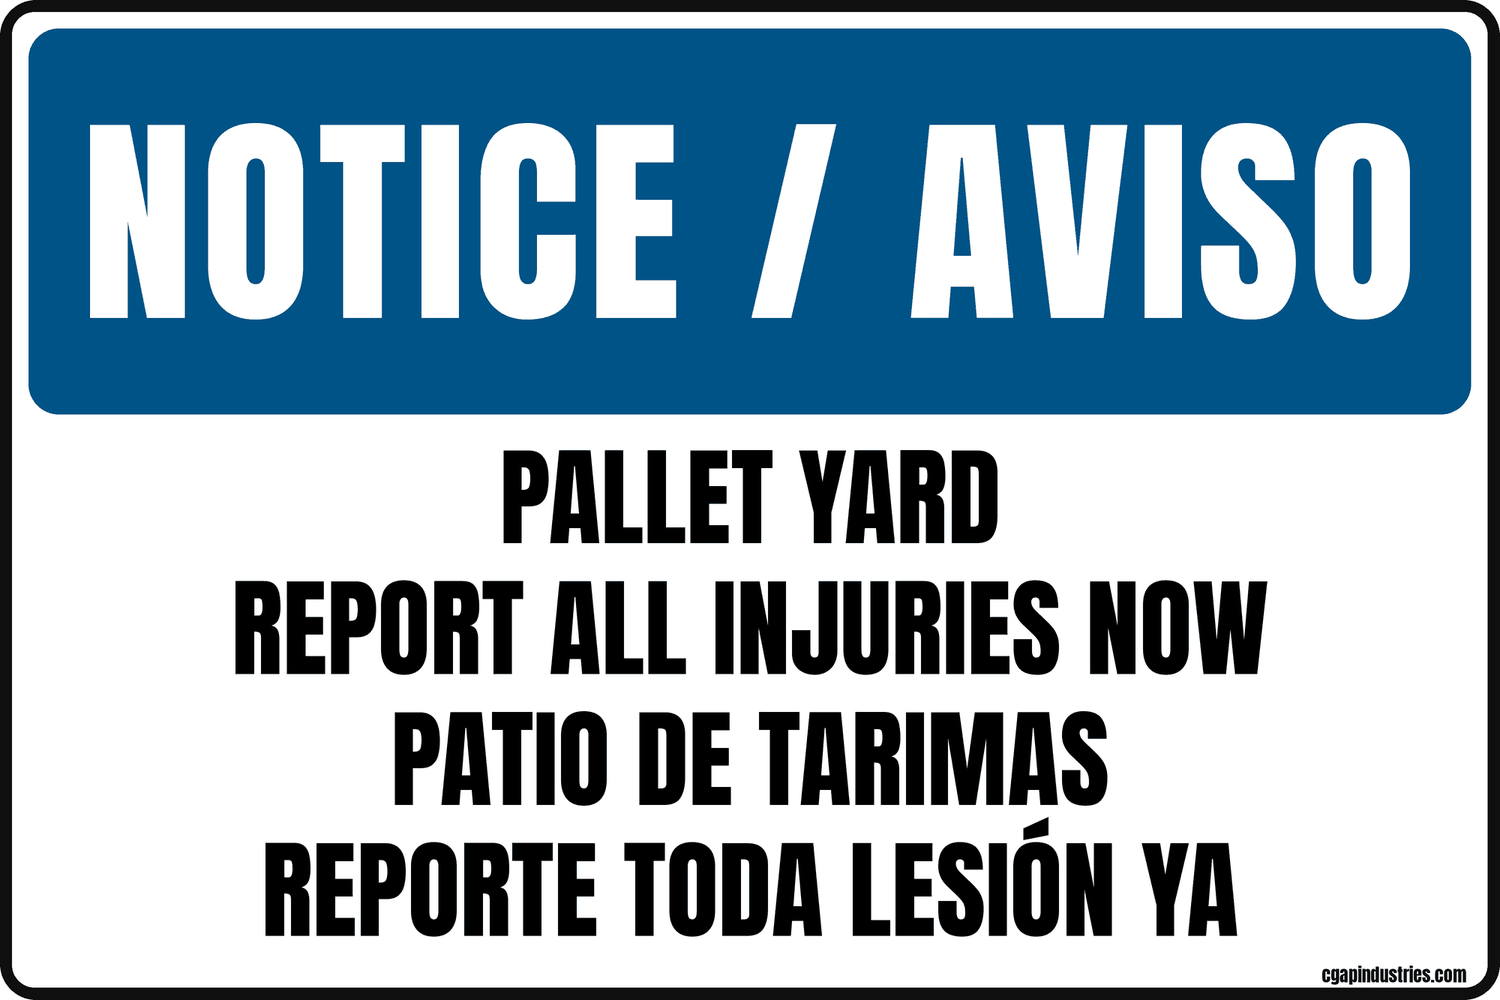 NOTICE / AVISO
PALLET YARD
REPORT ALL INJURIES NOW
PATIO DE TARIMAS
REPORTE TODA LESIÓN YA
cgapindustries.com